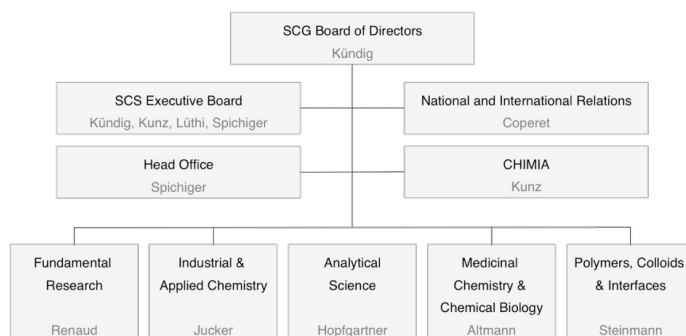 SCG Board of Directors
Kündig
SCS Executive Board
Kündig, Kunz, Lüthi, Spichiger
National and International Relations
Coperet
Head Office
Spichiger
CHIMIA
Kunz
Fundamental
Research
Renaud
Industrial &
Applied Chemistry
Jucker
Analytical
Science
Hopfgartner
Medicinal
Chemistry &
Chemical Biology
Altmann
Polymers, Colloids
& Interfaces
Steinmann